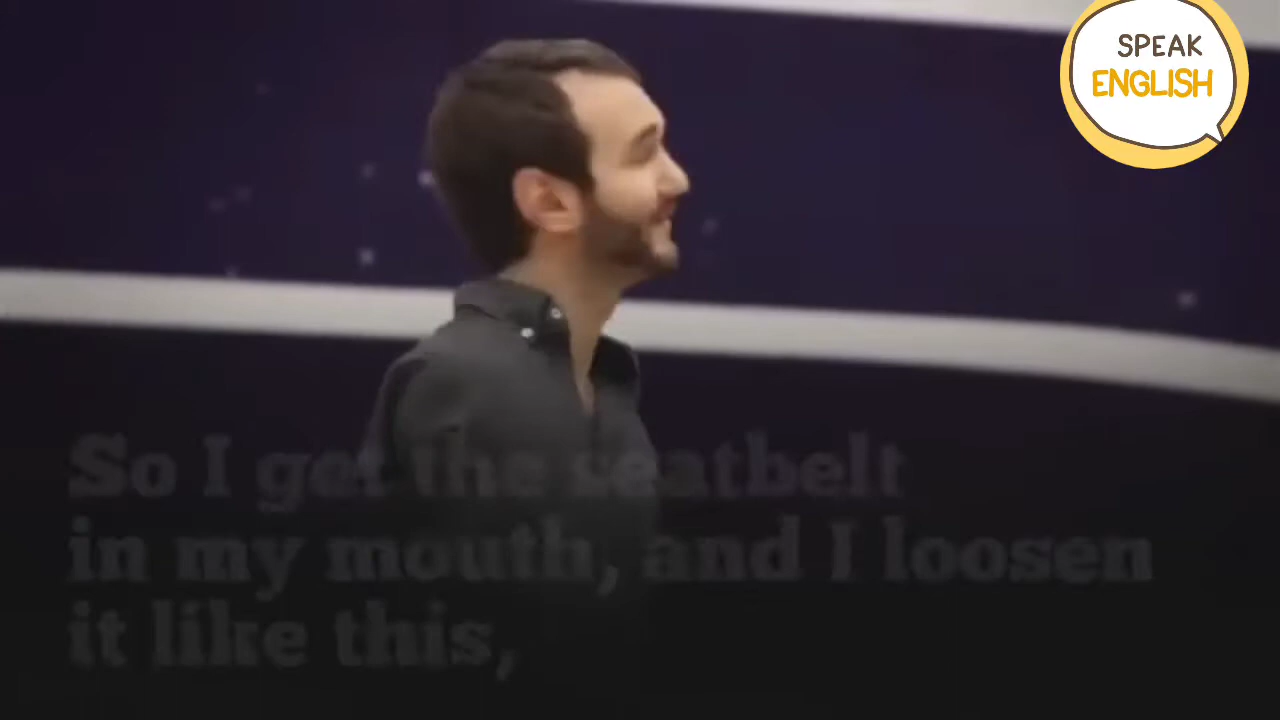 SPEAK
ENGLISH
So I get the seatbelt
in my mouth, and I loosen
it like this,